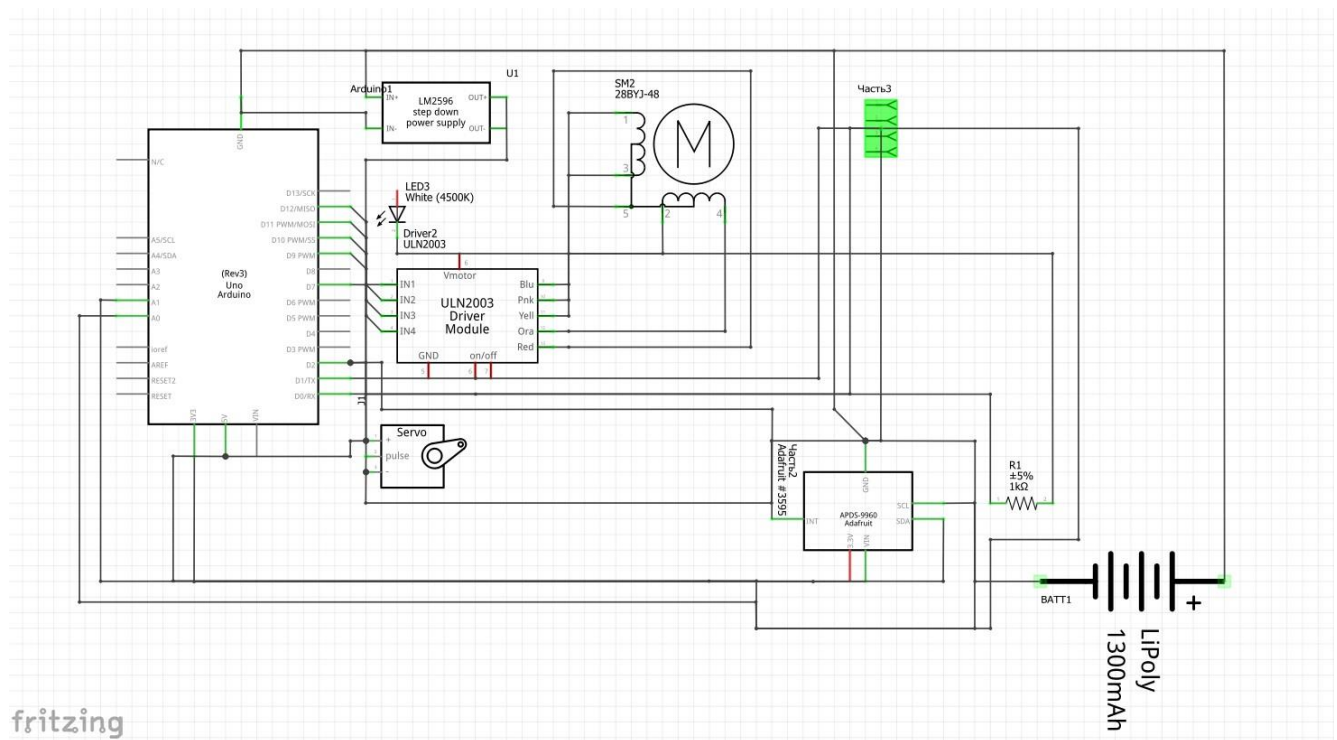 Arduino1
U1
IN+
IN-
LM2596
step down
power supply
OUT+
OUT-
SM2
28BYJ-48
1
3
5
2
4
M
Часть3
GND
N/C
D13/SCK
D12/MISO
D11 PWM/MOSI
D10 PWM/SS
D9 PWM
D8
D7
D6 PWM
D5 PWM
D4
D3 PWM
D2
D1/TX
D0/RX
A5/SCL
A4/SDA
A3
A2
A1
A0
ioref
AREF
RESET2
RESET
(Rev3)
Uno
Arduino
3V3
5V
VIN
LED3
White (4500K)
Driver2
ULN2003
6
Vmotor
IN1
IN2
IN3
IN4
ULN2003
Driver
Module
Blu
Pnk
Yell
Ora
Red
GND
on/off
5
6
7
J1
Servo
+
pulse
-
Часть2
Adafruit #3595
GND
SCL
SDA
INT
APDS-9960
Adafruit
VIN
R1
±5%
1kΩ
1
2
BATT1
+
LiPoly
1300mAh
fritzing